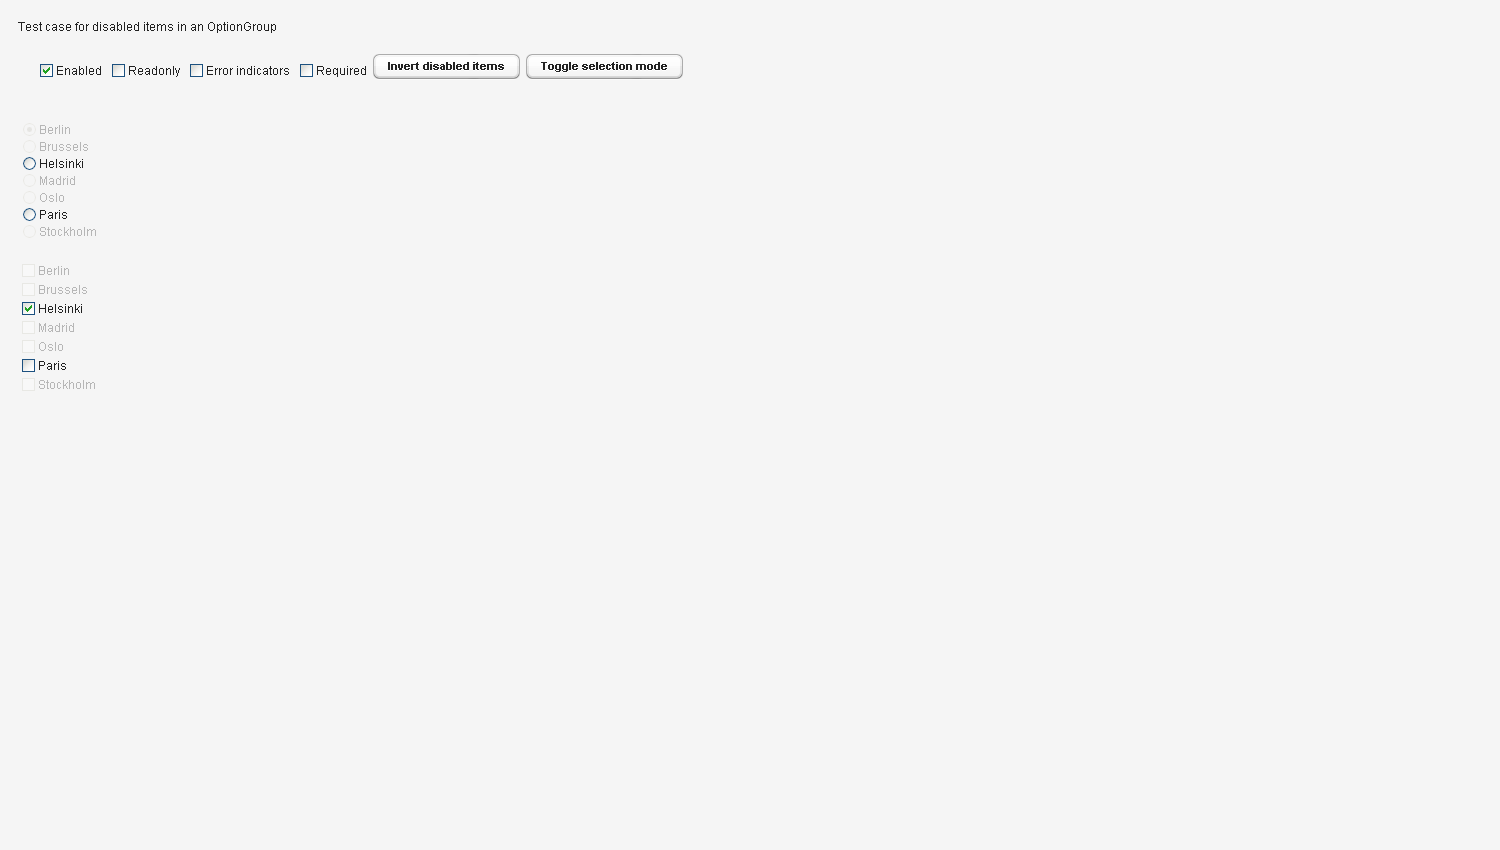 Test case for disabled items in an OptionGroup
Enabled Readonly Error indicators Required Invert disabled items Toggle selection mode
Berlin
Brussels
Helsinki
Madrid
Oslo
Paris
Stockholm
Berlin
Brussels
Helsinki
Madrid
Oslo
Paris
Stockholm